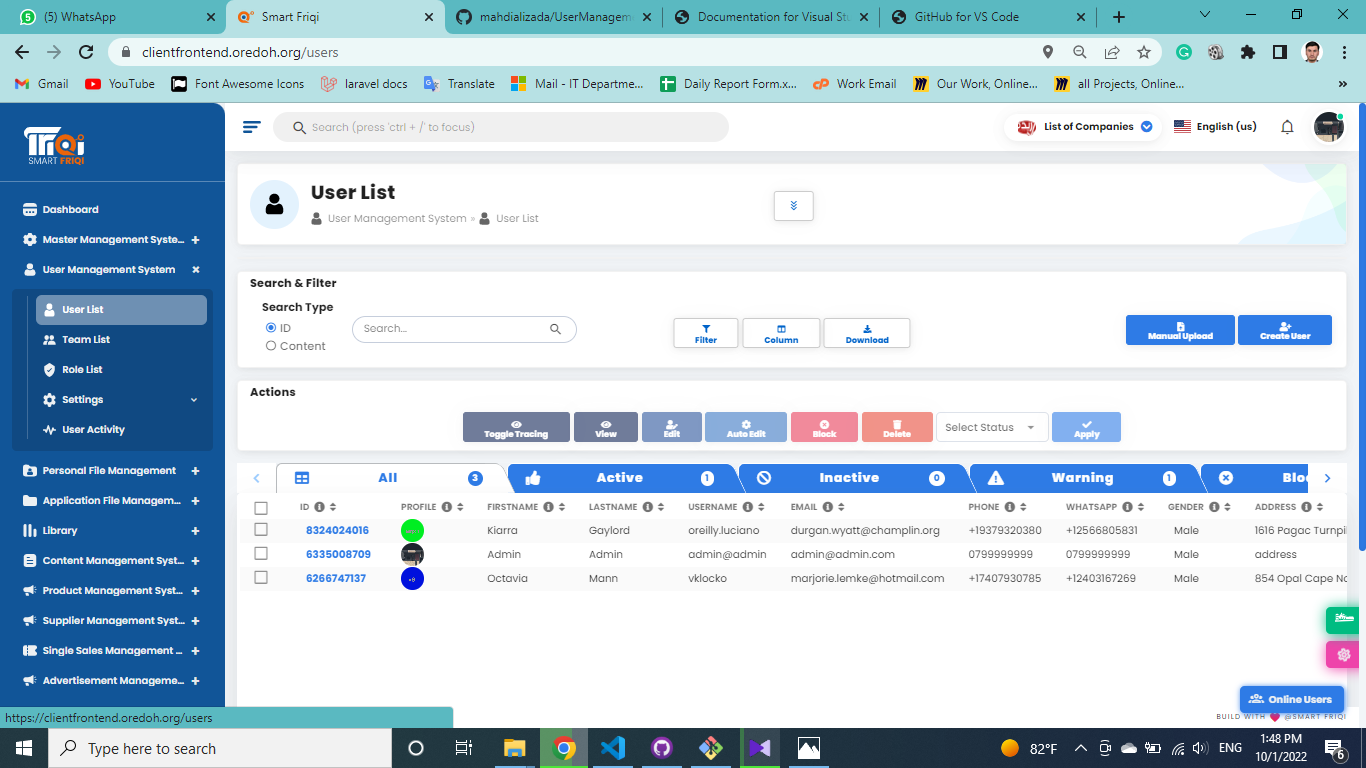 (5) WhatsApp
Smart Friqi
mahdializada/UserManagem
Documentation for Visual Stu
GitHub for VS Code
clientfrontend.oredoh.org/users
Gmail
YouTube
Font Awesome Icons
laravel docs
Translate
Mail - IT Departme...
Daily Report Form.x...
Work Email
Our Work, Online...
all Projects, Online...
FriQi
SMART FRIQI
Search (press 'ctrl + /' to focus)
List of Companies
English (us)
Dashboard
Master Management Syste...
User Management System
User List
Team List
Role List
Settings
User Activity
Personal File Management
Application File Managem...
Library
Content Management Syst...
Product Management Syst...
Supplier Management Syst...
Single Sales Management ...
Advertisement Manageme...
User List
User Management System » User List
Search & Filter
Search Type
ID
Content
Search...
Filter
Column
Download
Manual Upload
Create User
Actions
Toggle Tracing
View
Edit
Auto Edit
Block
Delete
Select Status
Apply
All 3
Active 1
Inactive 0
Warning 1
Blo
ID PROFILE FIRSTNAME LASTNAME USERNAME EMAIL PHONE WHATSAPP GENDER ADDRESS
8324024016 Kiarra Gaylord oreilly.luciano durgan.wyatt@champlin.org +19379320380 +12566805831 Male 1616 Pagac Turnpi
6335008709 Admin Admin admin@admin admin@admin.com 0799999999 0799999999 Male address
6266747137 Octavia Mann vklocko marjorie.lemke@hotmail.com +17407930785 +12403167269 Male 854 Opal Cape No
Online Users
BUILD WITH @SMART FRIQI
https://clientfrontend.oredoh.org/users
Type here to search
82°F
ENG
1:48 PM
10/1/2022
6